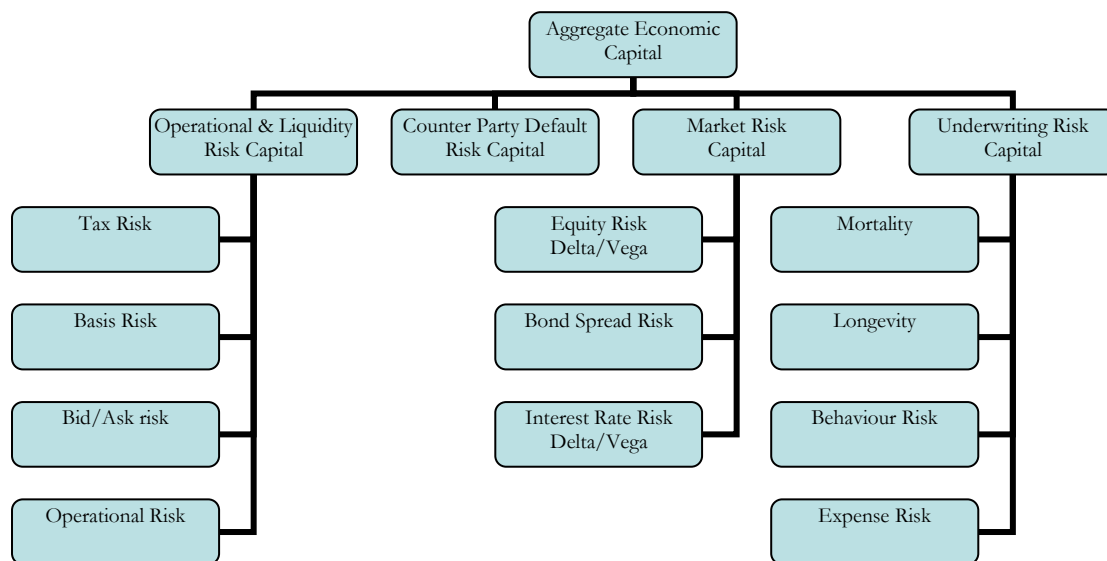 Aggregate Economic
Capital
Operational & Liquidity
Risk Capital
Counter Party Default
Risk Capital
Market Risk
Capital
Underwriting Risk
Capital
Tax Risk
Equity Risk
Delta/Vega
Mortality
Basis Risk
Bond Spread Risk
Longevity
Bid/Ask risk
Interest Rate Risk
Delta/Vega
Behaviour Risk
Operational Risk
Expense Risk